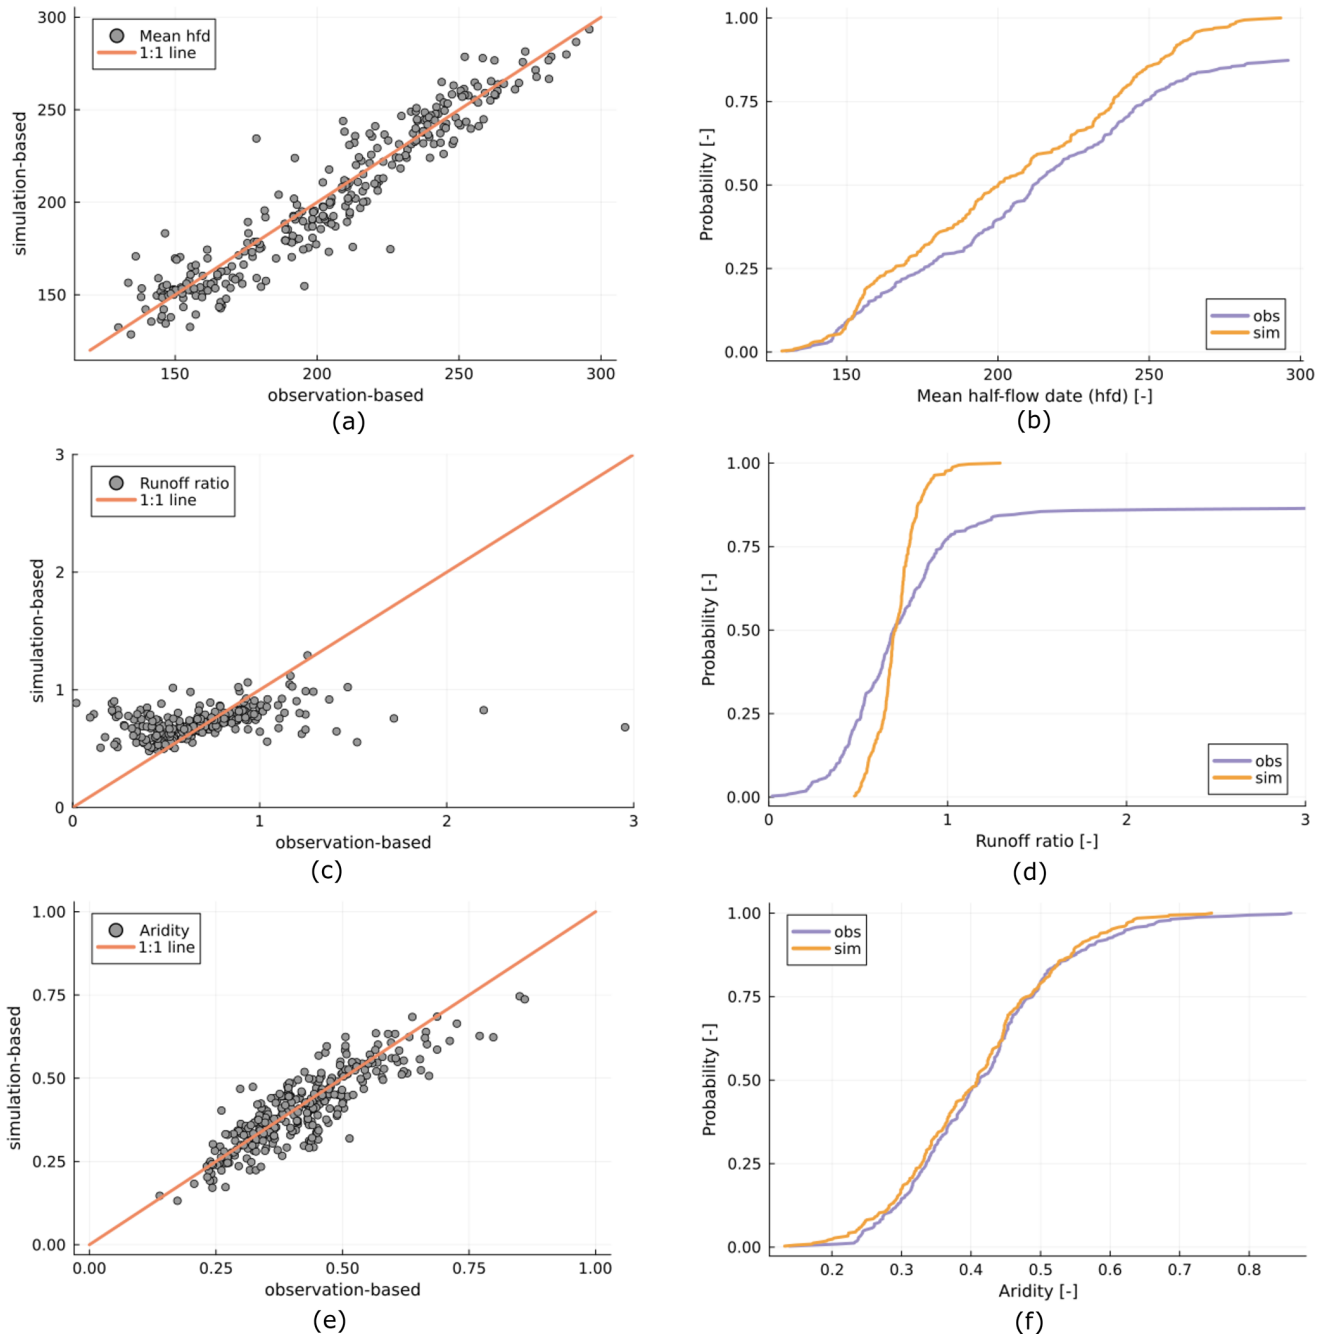 300
250
200
150
simulation-based
Mean hfd
1:1 line
150 200 250 300
observation-based
(a)
1.00
0.75
0.50
0.25
0.00
Probability [-]
obs
sim
150 200 250 300
Mean half-flow date (hfd) [-]
(b)
3
2
1
0
simulation-based
Runoff ratio
1:1 line
0 1 2 3
observation-based
(c)
1.00
0.75
0.50
0.25
0.00
Probability [-]
obs
sim
0 1 2 3
Runoff ratio [-]
(d)
1.00
0.75
0.50
0.25
0.00
simulation-based
Aridity
1:1 line
0.00 0.25 0.50 0.75 1.00
observation-based
(e)
1.00
0.75
0.50
0.25
0.00
Probability [-]
obs
sim
0.2 0.3 0.4 0.5 0.6 0.7 0.8
Aridity [-]
(f)